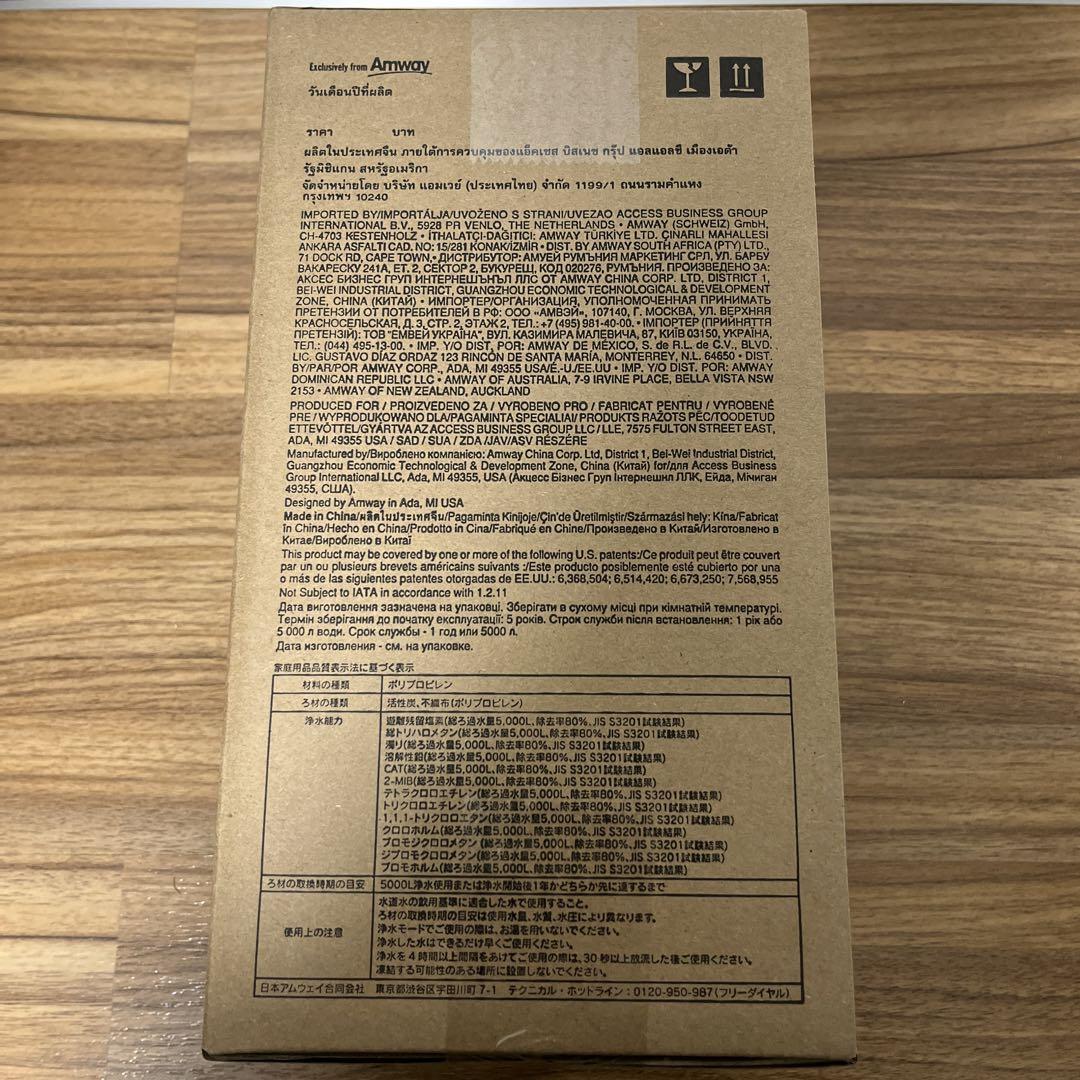 Exclusively from Amway
วันเดือนปีที่ผลิต
ราคา บาท
ผลิตในประเทศจีน ภายใต้การควบคุมของแอ็คเซส บิสเนซ กรุ๊ป แอลแอลซี เมืองเอด้า
รัฐมิชิแกน สหรัฐอเมริกา
จัดจำหน่ายโดย บริษัท แอมเวย์ (ประเทศไทย) จำกัด 1199/1 ถนนรามคำแหง
กรุงเทพฯ 10240
IMPORTED BY/IMPORTÁLJA/UVOŽENO S STRANI/UVEZAO ACCESS BUSINESS GROUP
INTERNATIONAL B.V., 5928 PR VENLO, THE NETHERLANDS • AMWAY (SCHWEIZ) GmbH,
CH-4703 KESTENHOLZ • İTHALATÇI-DAĞITICI: AMWAY TÜRKİYE LTD. ÇINARLI MAHALLESI
ANKARA ASFALTI CAD. NO: 15/281 KONAK/İZMİR • DIST. BY AMWAY SOUTH AFRICA (PTY) LTD.,
71 DOCK RD, CAPE TOWN,• ДИСТРИБУТОР: АМУЕЙ РУМЪНИЯ МАРКЕТИНГ СРЛ, УЛ. БАРБУ
ВАКАРЕСКУ 241А, ЕТ. 2, СЕКТОР 2, БУКУРЕЩ, КОД 020276, РУМЪНИЯ. ПРОИЗВЕДЕНО ЗА:
АКСЕС БИЗНЕС ГРУП ИНТЕРНЕШЪНЪЛ ЛЛС ОТ AMWAY CHINA CORP. LTD, DISTRICT 1,
BEI-WEI INDUSTRIAL DISTRICT, GUANGZHOU ECONOMIC TECHNOLOGICAL & DEVELOPMENT
ZONE, CHINA (КИТАЙ) • ИМПОРТЕР/ОРГАНИЗАЦИЯ, УПОЛНОМОЧЕННАЯ ПРИНИМАТЬ
ПРЕТЕНЗИИ ОТ ПОТРЕБИТЕЛЕЙ В РФ: ООО «АМВЭЙ», 107140, Г. МОСКВА, УЛ. ВЕРХНЯЯ
КРАСНОСЕЛЬСКАЯ, Д. 3, СТР. 2, ЭТАЖ 2, ТЕЛ.: +7 (495) 981-40-00. • ІМПОРТЕР (ПРИЙНЯТТЯ
ПРЕТЕНЗІЙ): ТОВ "ЕМВЕЙ УКРАЇНА", ВУЛ. КАЗИМИРА МАЛЕВИЧА, 87, КИЇВ 03150, УКРАЇНА,
ТЕЛ.: (044) 495-13-00. • IMP. Y/O DIST. POR: AMWAY DE MÉXICO, S. de R.L. de C.V., BLVD.
LIC. GUSTAVO DÍAZ ORDAZ 123 RINCÓN DE SANTA MARÍA, MONTERREY, N.L. 64650 • DIST.
BY/PAR/POR AMWAY CORP., ADA, MI 49355 USA/É.-U./EE.UU • IMP. Y/O DIST. POR: AMWAY
DOMINICAN REPUBLIC LLC • AMWAY OF AUSTRALIA, 7-9 IRVINE PLACE, BELLA VISTA NSW
2153 • AMWAY OF NEW ZEALAND, AUCKLAND
PRODUCED FOR / PROIZVEDENO ZA / VYROBENO PRO / FABRICAT PENTRU / VYROBENÉ
PRE / WYPRODUKOWANO DLA/PAGAMINTA SPECIALIAI/ PRODUKTS RAŽOTS PĒC/TOODETUD
ETTEVÕTTEL/GYÁRTVA AZ ACCESS BUSINESS GROUP LLC / LLE, 7575 FULTON STREET EAST,
ADA, MI 49355 USA / SAD / SUA / ZDA /JAV/ASV RÉSZÉRE
Manufactured by/Вироблено компанією: Amway China Corp. Ltd, District 1, Bei-Wei Industrial District,
Guangzhou Economic Technological & Development Zone, China (Китай) for/для Access Business
Group International LLC, Ada, MI 49355, USA (Акцесс Бізнес Груп Інтернешнл ЛЛК, Ейда, Мічиган
49355, США).
Designed by Amway in Ada, MI USA
Made in China/ผลิตในประเทศจีน/Pagaminta Kinijoje/Çin'de Üretilmiştir/Származási hely: Kína/Fabricat
în China/Hecho en China/Prodotto in Cina/Fabriqué en Chine/Произведено в Китай/Изготовлено в
Китае/Вироблено в Китаї
This product may be covered by one or more of the following U.S. patents:/Ce produit peut être couvert
par un ou plusieurs brevets américains suivants :/Este producto posiblemente esté cubierto por una
o más de las siguientes patentes otorgadas de EE.UU.: 6,368,504; 6,514,420; 6,673,250; 7,568,955
Not Subject to IATA in accordance with 1.2.11
Дата виготовлення зазначена на упаковці. Зберігати в сухому місці при кімнатній температурі.
Термін зберігання до початку експлуатації: 5 років. Строк служби після встановлення: 1 рік або
5 000 л води. Срок службы - 1 год или 5000 л.
Дата изготовления - см. на упаковке.
家庭用品品質表示法に基づく表示
材料の種類 ポリプロピレン
ろ材の種類 活性炭、不織布(ポリプロピレン)
浄水能力 遊離残留塩素(総ろ過水量5,000L、除去率80%、JIS S3201試験結果)
総トリハロメタン(総ろ過水量5,000L、除去率80%、JIS S3201試験結果)
濁り(総ろ過水量5,000L、除去率80%、JIS S3201試験結果)
溶解性鉛(総ろ過水量5,000L、除去率80%、JIS S3201試験結果)
CAT(総ろ過水量5,000L、除去率80%、JIS S3201試験結果)
2-MIB(総ろ過水量5,000L、除去率80%、JIS S3201試験結果)
テトラクロロエチレン(総ろ過水量5,000L、除去率80%、JIS S3201試験結果)
トリクロロエチレン(総ろ過水量5,000L、除去率80%、JIS S3201試験結果)
1,1,1-トリクロロエタン(総ろ過水量5,000L、除去率80%、JIS S3201試験結果)
クロロホルム(総ろ過水量5,000L、除去率80%、JIS S3201試験結果)
ブロモジクロロメタン(総ろ過水量5,000L、除去率80%、JIS S3201試験結果)
ジブロモクロロメタン(総ろ過水量5,000L、除去率80%、JIS S3201試験結果)
ブロモホルム(総ろ過水量5,000L、除去率80%、JIS S3201試験結果)
ろ材の取換時期の目安 5000L浄水使用または浄水開始後1年かどちらか先に達するまで
使用上の注意 水道水の飲用基準に適合した水で使用すること。
ろ材の取換時期の目安は使用水量、水質、水圧により異なります。
浄水モードでご使用の際は、お湯を用いないでください。
浄水した水はできるだけ早くご使用ください。
浄水を4時間以上間隔をあけてご使用の際は、30秒以上放流した後ご使用ください。
凍結する可能性のある場所に設置しないでください。
日本アムウェイ合同会社 東京都渋谷区宇田川町7-1 テクニカル・ホットライン:0120-950-987(フリーダイヤル)